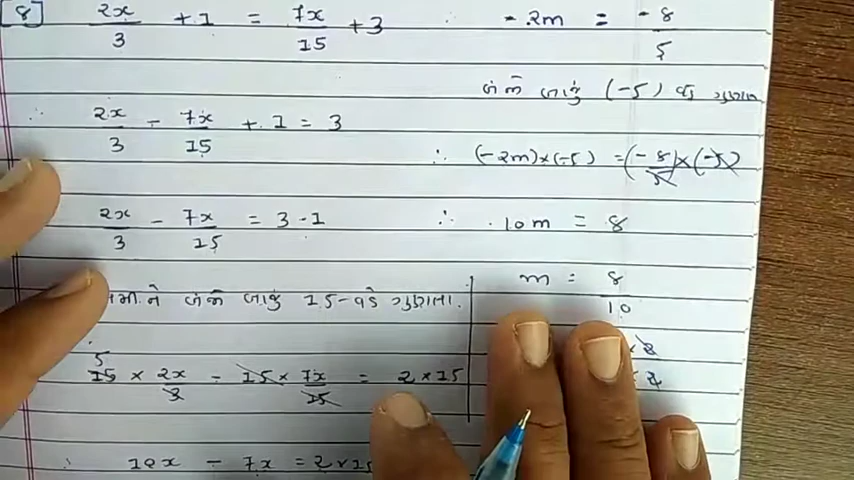 [8] 2x/3 + 1 = 7x/15 + 3
∴ 2x/3 - 7x/15 + 1 = 3
2x/3 - 7x/15 = 3 - 1
બંને બાજુ 15-વડે ગુણતા.
15 × 2x/3 - 15 × 7x/15 = 2 × 15
∴ 10x - 7x = 2 × 15
- 2m = - 8/5
બંને બાજુ (-5) વડે ગુણતા
∴ (-2m) × (-5) = (- 8/5) × (-5)
∴ 10m = 8
m = 8/10